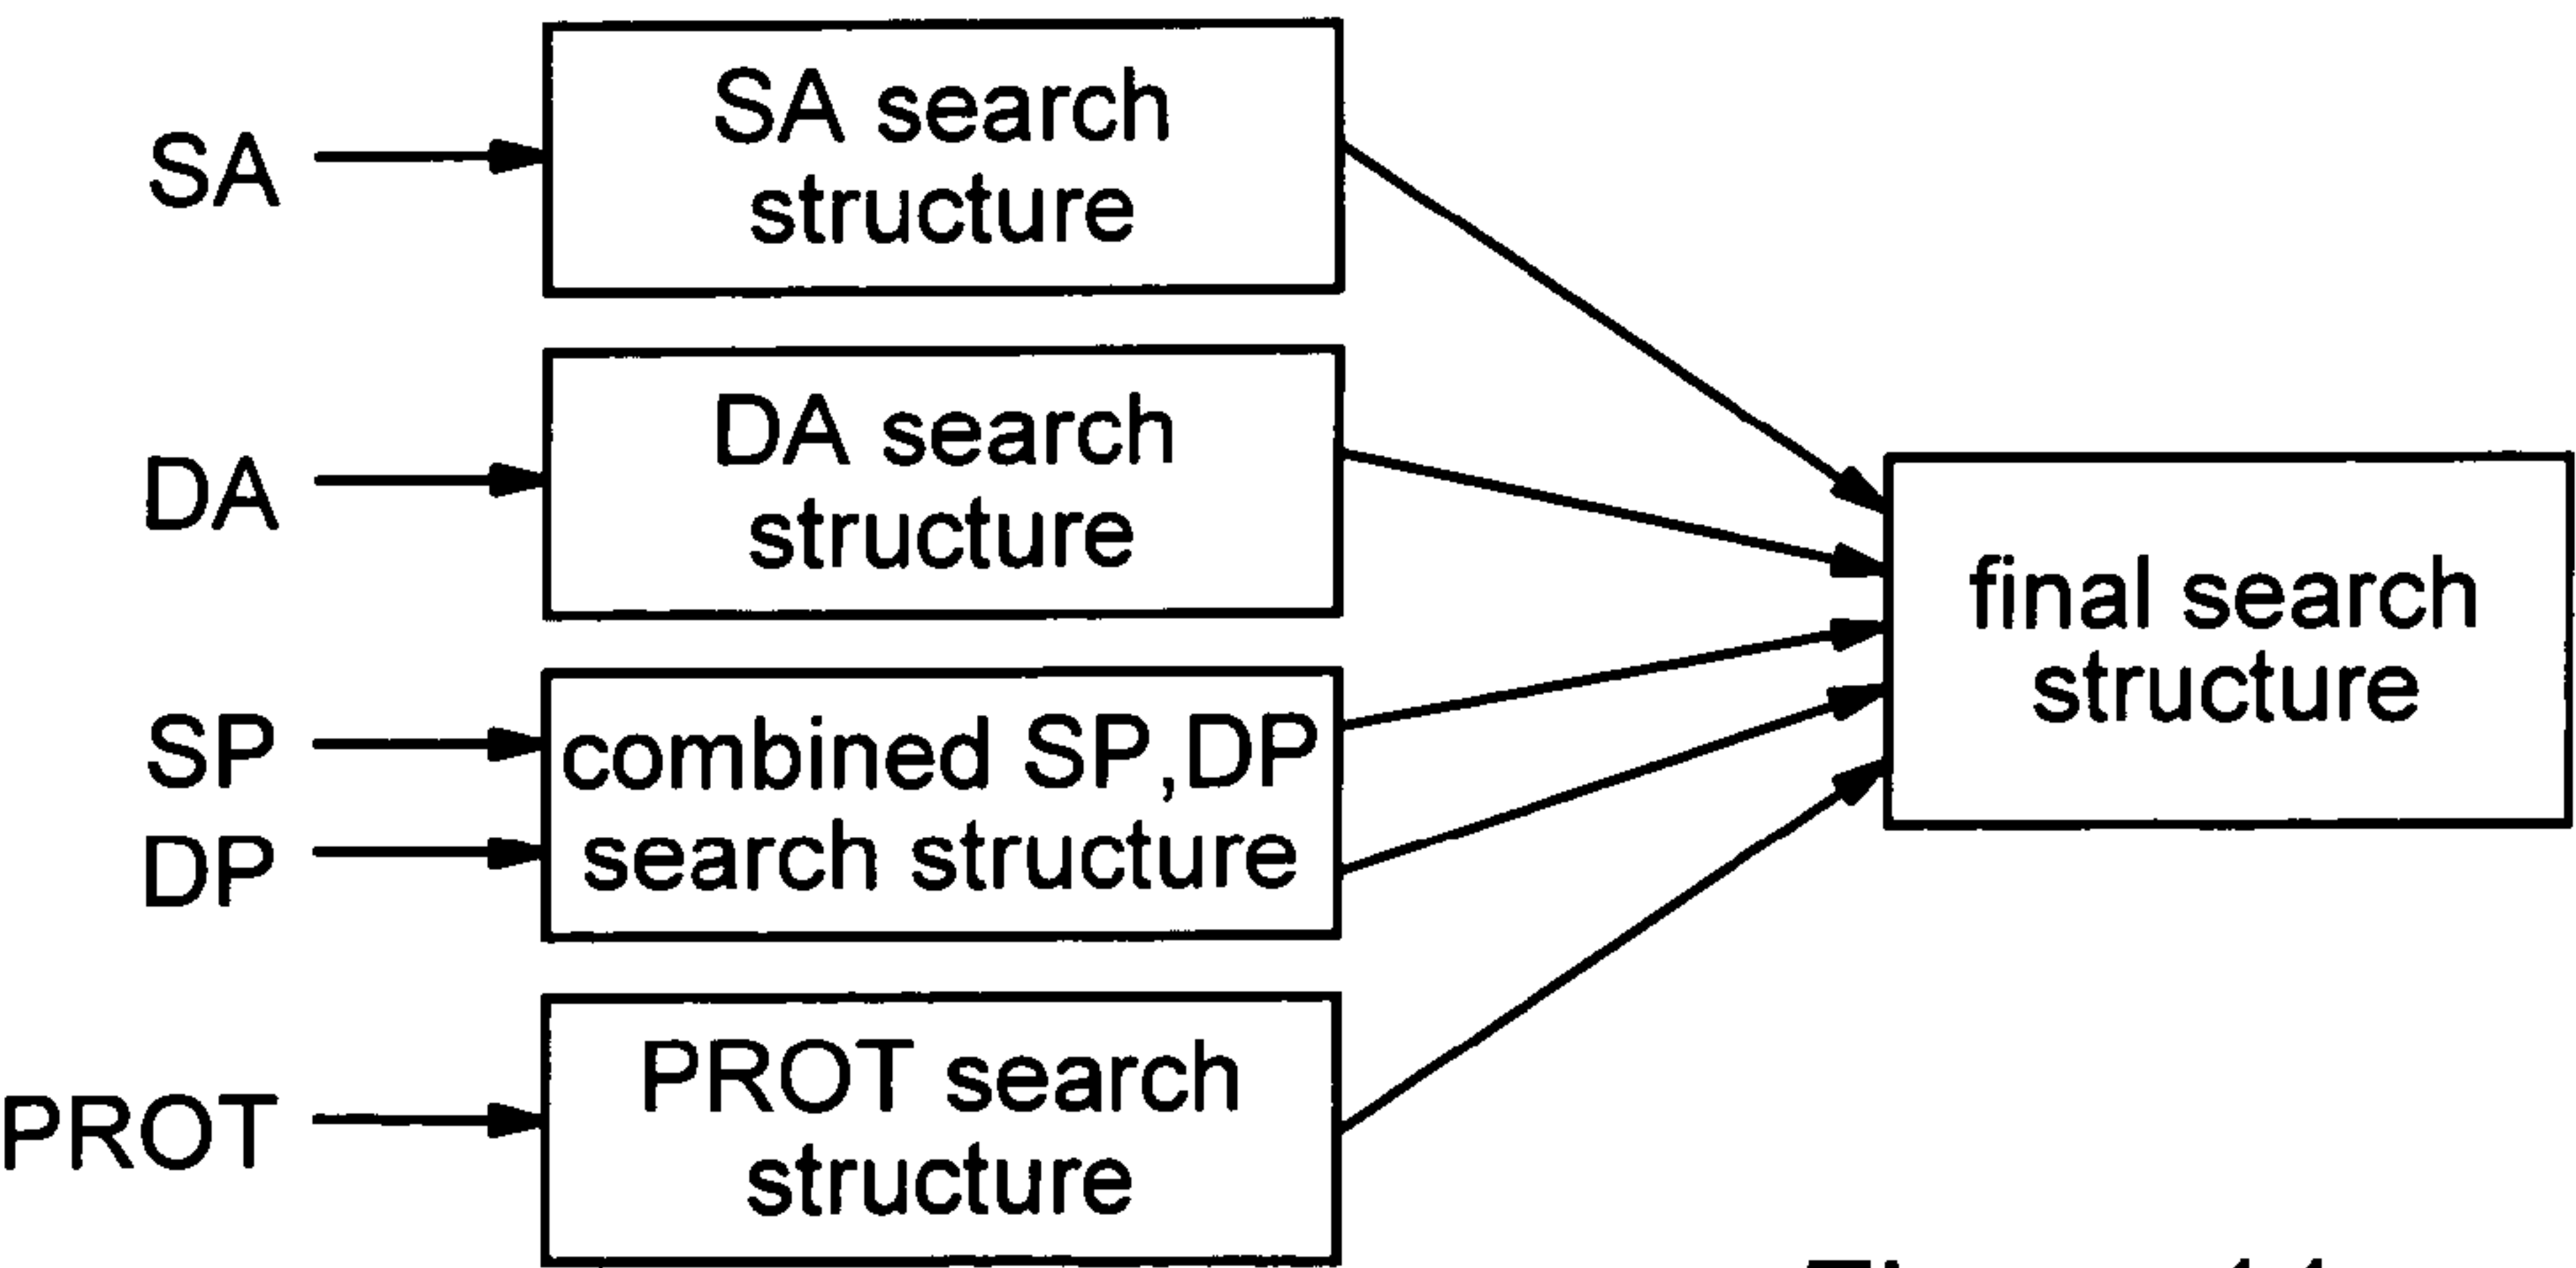 SA
SA search
structure
DA
DA search
structure
SP
DP
combined SP,DP
search structure
PROT
PROT search
structure
final search
structure